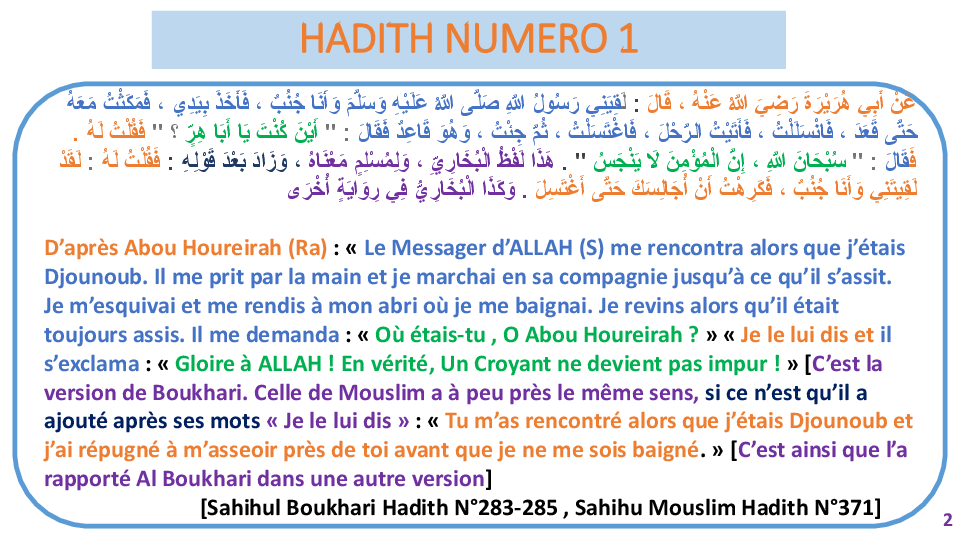 HADITH NUMERO 1
عَنْ أَبِي هُرَيْرَةَ رَضِيَ اللهُ عَنْهُ ، قَالَ : لَقِيَنِي رَسُولُ اللهِ صَلَّى اللهُ عَلَيْهِ وَسَلَّمَ وَأَنَا جُنُبٌ ، فَأَخَذَ بِيَدِي ، فَمَكَثْتُ مَعَهُ
حَتَّى قَعَدَ ، فَانْسَلَلْتُ ، فَأَتَيْتُ الرَّحْلَ ، فَاغْتَسَلْتُ ، ثُمَّ جِئْتُ ، وَهُوَ قَاعِدٌ فَقَالَ : " أَيْنَ كُنْتَ يَا أَبَا هِرٍّ ؟ " فَقُلْتُ لَهُ .
فَقَالَ : " سُبْحَانَ اللهِ ، إِنَّ الْمُؤْمِنَ لَا يَنْجَسُ " . هَذَا لَفْظُ الْبُخَارِيِّ ، وَلِمُسْلِمٍ مَعْنَاهُ ، وَزَادَ بَعْدَ قَوْلِهِ : فَقُلْتُ لَهُ : لَقَدْ
لَقِيتَنِي وَأَنَا جُنُبٌ ، فَكَرِهْتُ أَنْ أُجَالِسَكَ حَتَّى أَغْتَسِلَ . وَكَذَا الْبُخَارِيُّ فِي رِوَايَةٍ أُخْرَى
D’après Abou Houreirah (Ra) : « Le Messager d’ALLAH (S) me rencontra alors que j’étais
Djounoub. Il me prit par la main et je marchai en sa compagnie jusqu’à ce qu’il s’assit.
Je m’esquivai et me rendis à mon abri où je me baignai. Je revins alors qu’il était
toujours assis. Il me demanda : « Où étais-tu , O Abou Houreirah ? » « Je le lui dis et il
s’exclama : « Gloire à ALLAH ! En vérité, Un Croyant ne devient pas impur ! » [C’est la
version de Boukhari. Celle de Mouslim a à peu près le même sens, si ce n’est qu’il a
ajouté après ses mots « Je le lui dis » : « Tu m’as rencontré alors que j’étais Djounoub et
j’ai répugné à m’asseoir près de toi avant que je ne me sois baigné. » [C’est ainsi que l’a
rapporté Al Boukhari dans une autre version]
[Sahihul Boukhari Hadith N°283-285 , Sahihu Mouslim Hadith N°371]
2